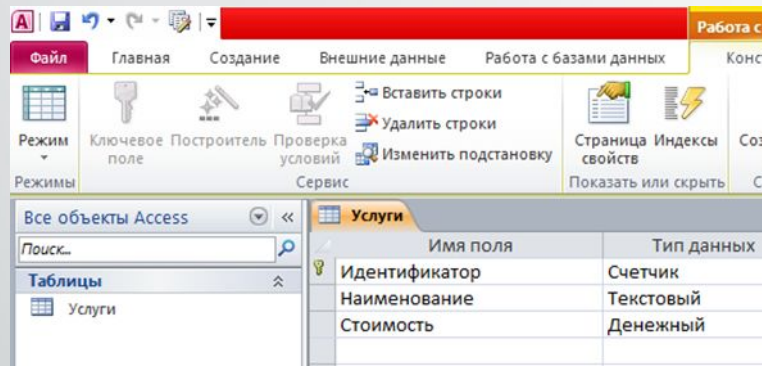 A
Работа с
Файл Главная Создание Внешние данные Работа с базами данных Конс
Режим
Ключевое поле
Построитель
Проверка условий
Вставить строки
Удалить строки
Изменить подстановку
Страница свойств
Индексы
Соз
Режимы Сервис Показать или скрыть С
Все объекты Access Услуги
Поиск... Имя поля Тип данных
Идентификатор Счетчик
Таблицы Наименование Текстовый
Услуги Стоимость Денежный